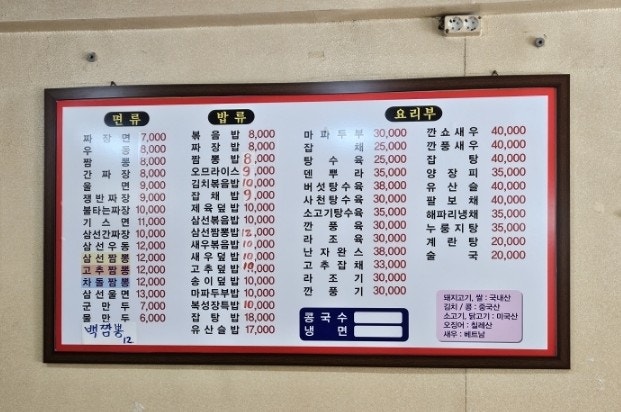 면류
짜장면 7,000
우동 8,000
짬뽕 8,000
간짜장 8,000
울면 9,000
쟁반짜장 9,000
불타는짜장 10,000
기스면 11,000
삼선간짜장 10,000
삼선우동 12,000
삼선짬뽕 12,000
고추짬뽕 12,000
차돌짬뽕 12,000
삼선울면 13,000
군만두 7,000
물만두 6,000
백짬뽕 12
밥류
볶음밥 8,000
짜장밥 8,000
짬뽕밥 8,000
오므라이스 9,000
김치볶음밥 10,000
잡채밥 9,000
제육덮밥 10,000
삼선볶음밥 10,000
삼선짬뽕밥 12,000
새우볶음밥 10,000
새우덮밥 10,000
고추덮밥 10,000
송이덮밥 10,000
마파두부밥 10,000
복성잡특밥 10,000
잡탕밥 18,000
유산슬밥 17,000
요리부
마파두부 30,000
잡채 25,000
탕수육 25,000
덴뿌라 35,000
버섯탕수육 38,000
사천탕수육 30,000
소고기탕수육 35,000
깐풍육 30,000
라조육 30,000
난자완스 38,000
고추잡채 33,000
라조기 30,000
깐풍기 30,000
깐쇼새우 40,000
깐풍새우 40,000
잡탕 40,000
양장피 35,000
유산슬 40,000
팔보채 40,000
해파리냉채 35,000
누룽지탕 35,000
계란탕 20,000
술국 20,000
콩국수
냉면
돼지고기, 쌀 : 국내산
김치 / 콩 : 중국산
소고기, 닭고기 : 미국산
오징어 : 칠레산
새우 : 베트남